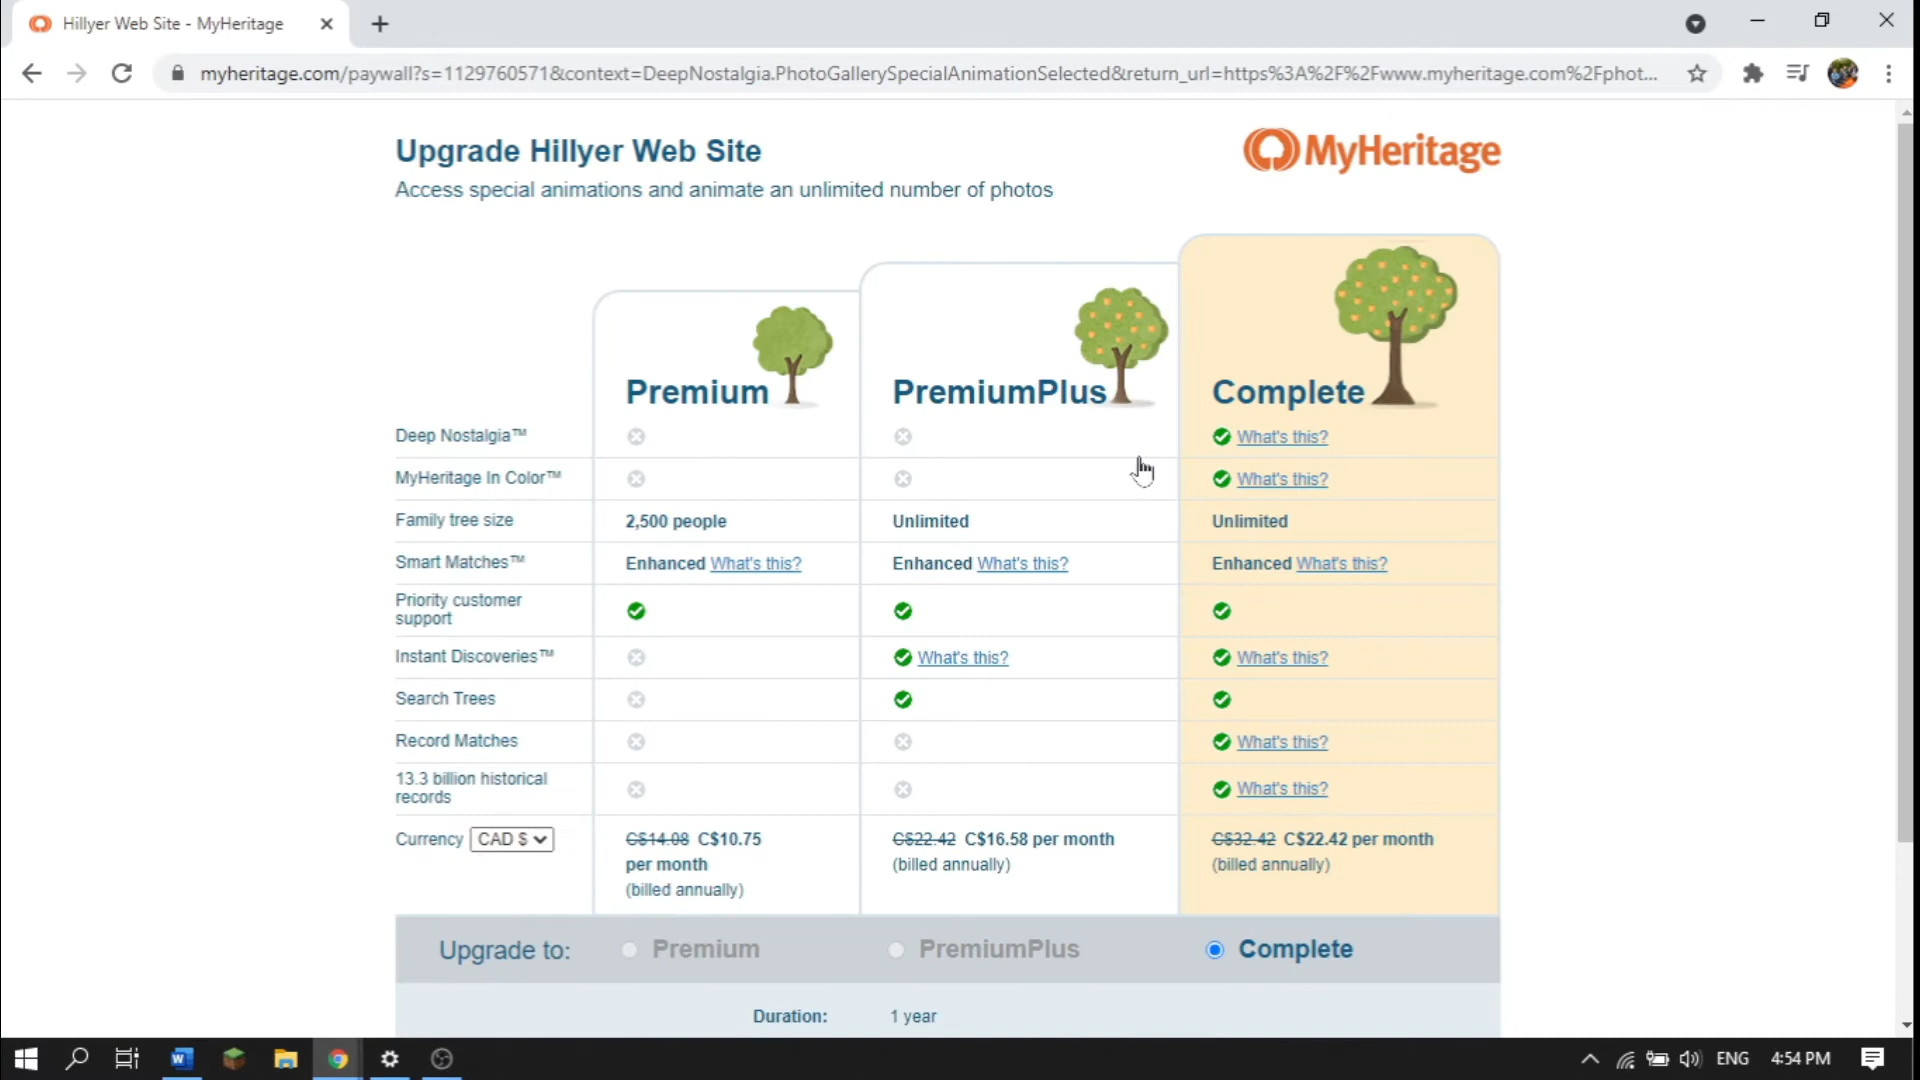 Hillyer Web Site - MyHeritage
myheritage.com/paywall?s=1129760571&context=DeepNostalgia.PhotoGallerySpecialAnimationSelected&return_url=https%3A%2F%2Fwww.myheritage.com%2Fphot...
Upgrade Hillyer Web Site
MyHeritage
Access special animations and animate an unlimited number of photos
Premium PremiumPlus Complete
Deep Nostalgia™ What's this?
MyHeritage In Color™ What's this?
Family tree size 2,500 people Unlimited Unlimited
Smart Matches™ Enhanced What's this? Enhanced What's this? Enhanced What's this?
Priority customer
support
Instant Discoveries™ What's this? What's this?
Search Trees
Record Matches What's this?
13.3 billion historical
records What's this?
Currency CAD $ C$14.08 C$10.75 C$22.42 C$16.58 per month C$32.42 C$22.42 per month
per month (billed annually) (billed annually)
(billed annually)
Upgrade to: Premium PremiumPlus Complete
Duration: 1 year
W ENG 4:54 PM